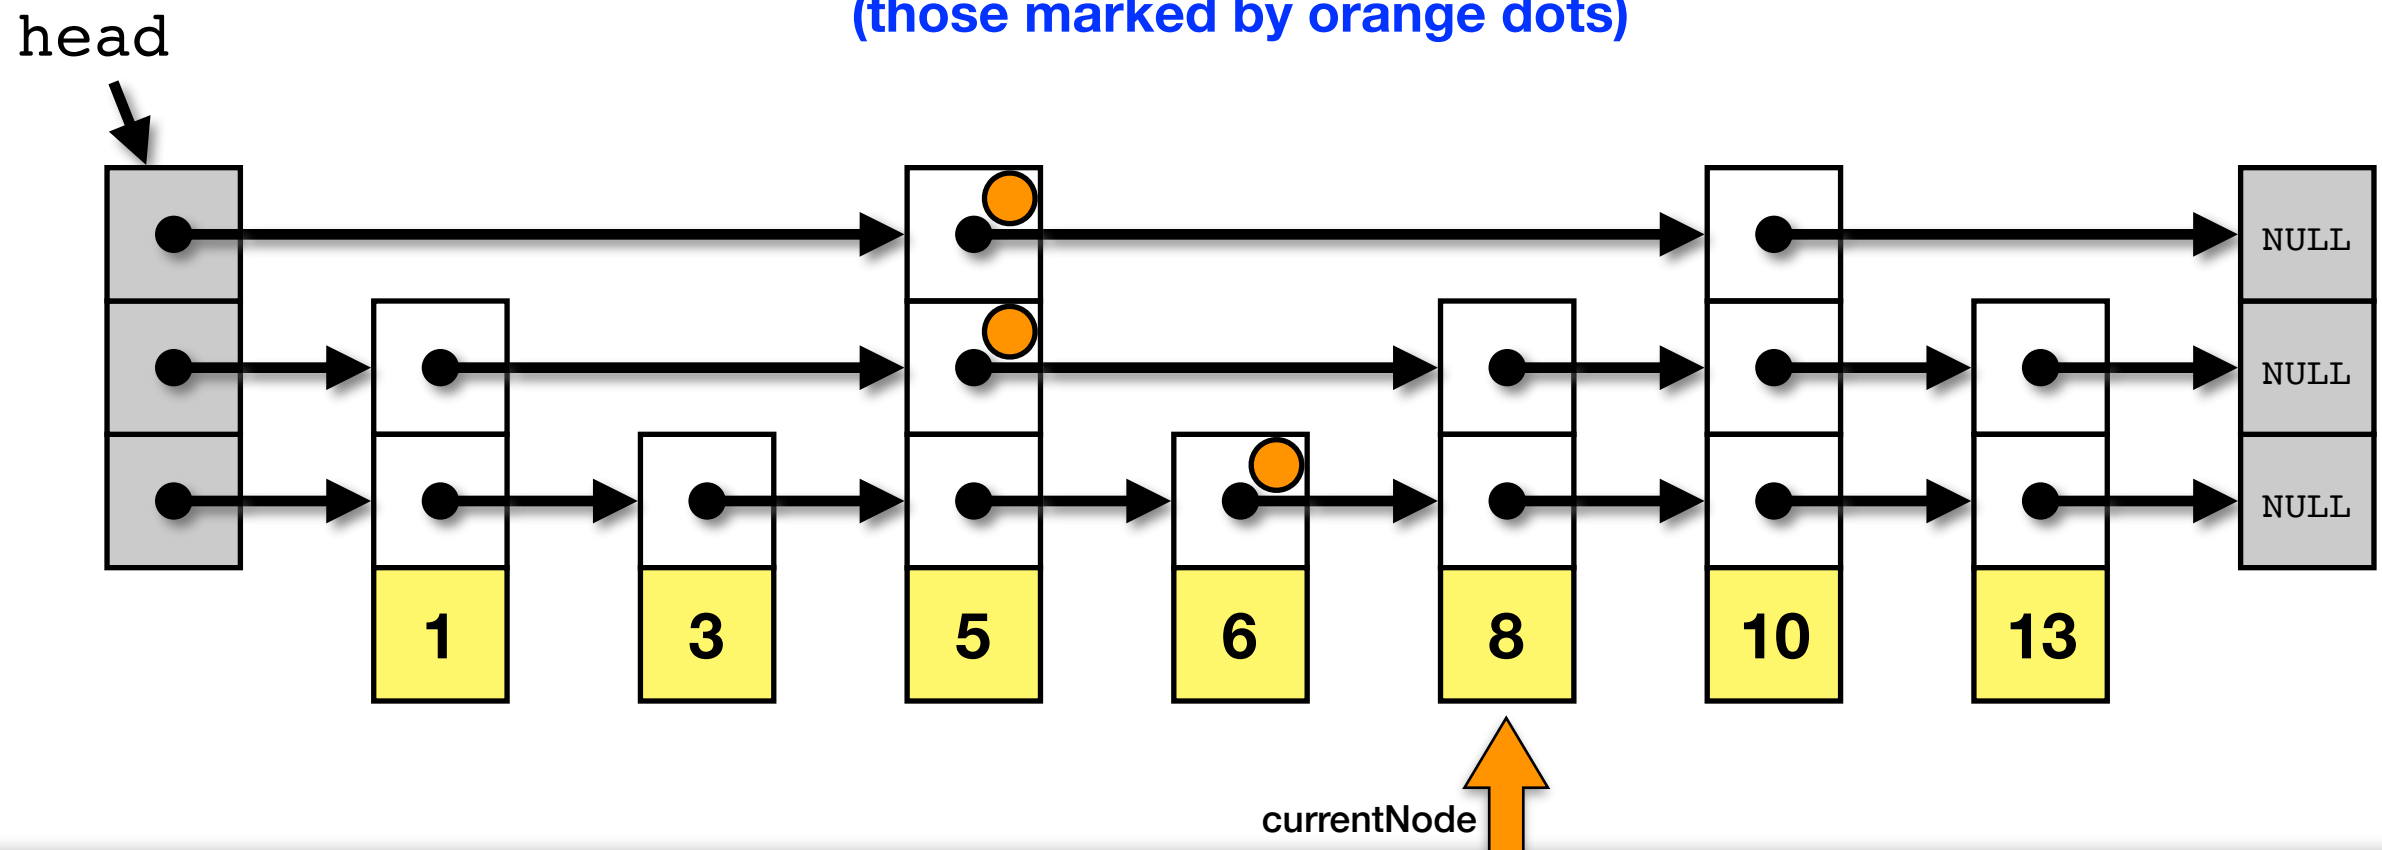 (those marked by orange dots)
head
NULL
NULL
NULL
1 3 5 6 8 10 13
currentNode